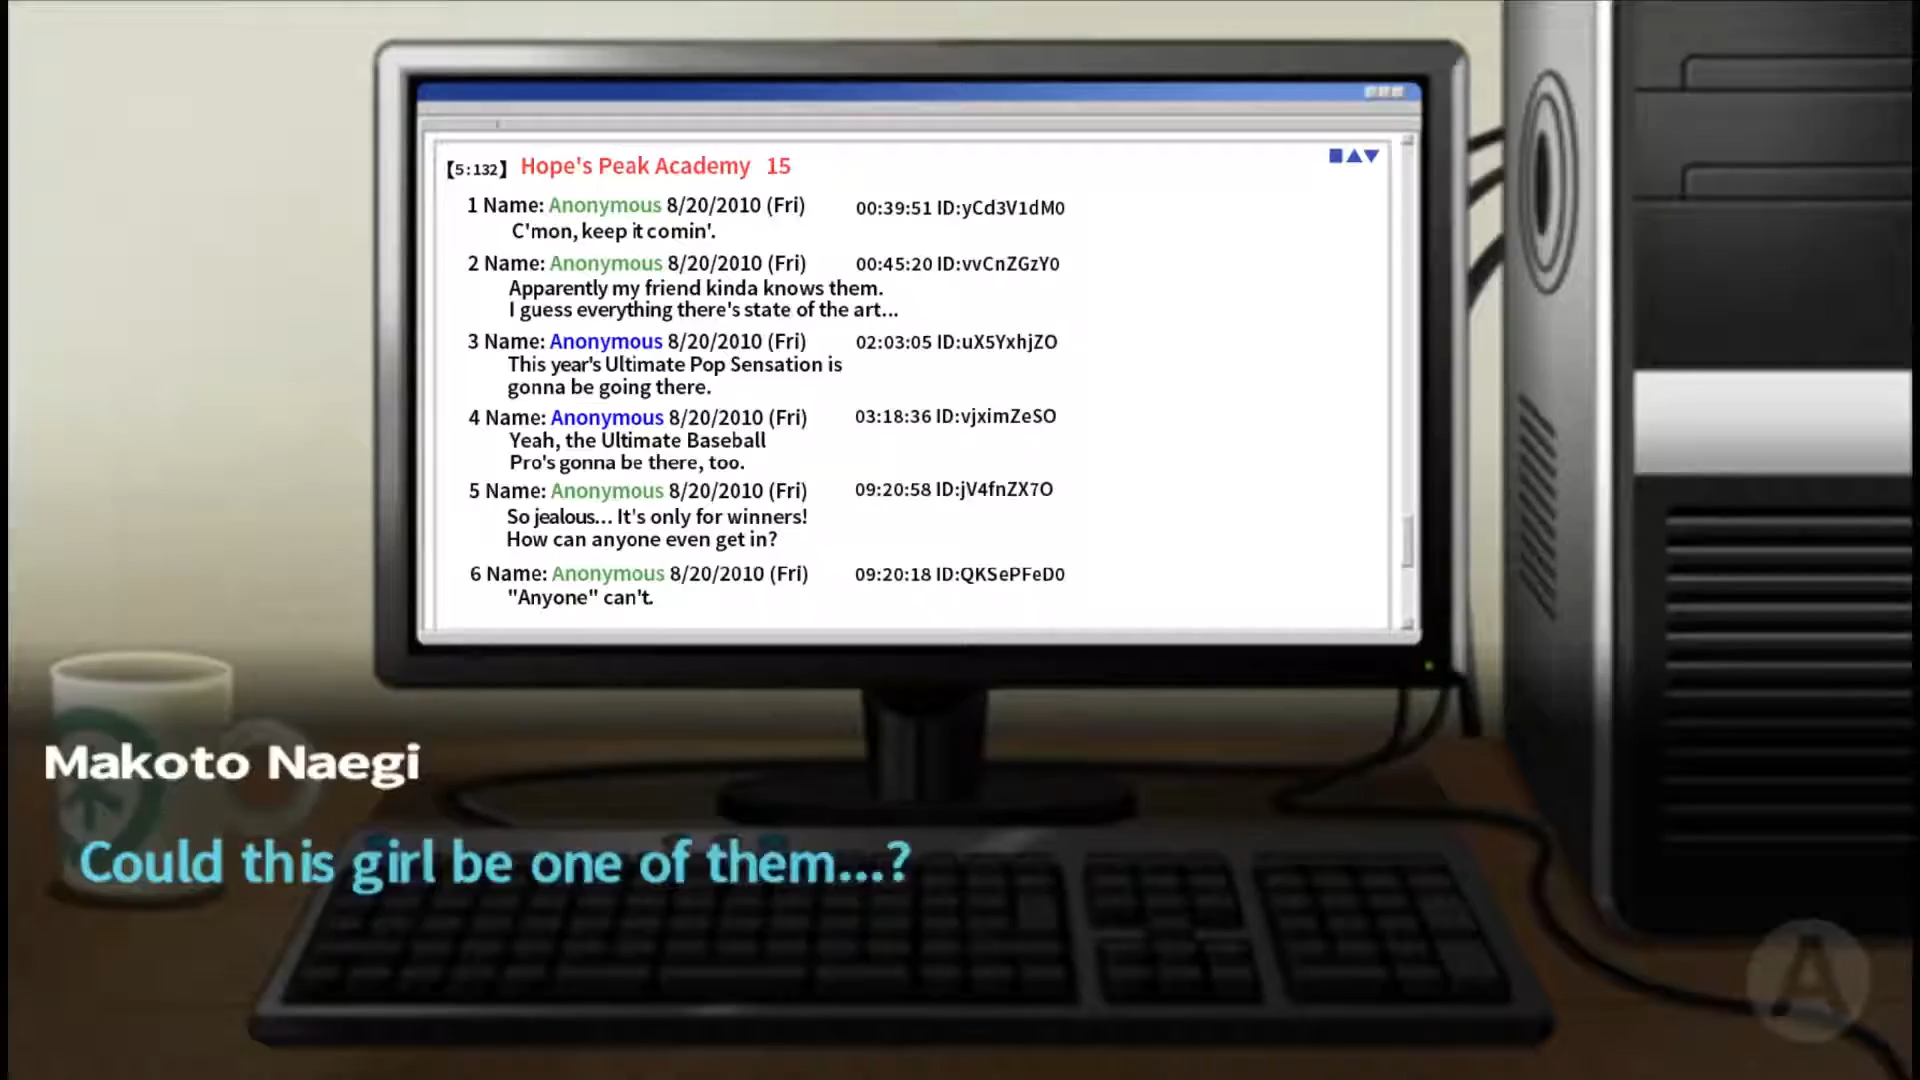 【5:132】 Hope's Peak Academy 15
1 Name: Anonymous 8/20/2010 (Fri) 00:39:51 ID:yCd3V1dM0
C'mon, keep it comin'.
2 Name: Anonymous 8/20/2010 (Fri) 00:45:20 ID:vvCnZGzY0
Apparently my friend kinda knows them.
I guess everything there's state of the art...
3 Name: Anonymous 8/20/2010 (Fri) 02:03:05 ID:uX5YxhjZO
This year's Ultimate Pop Sensation is
gonna be going there.
4 Name: Anonymous 8/20/2010 (Fri) 03:18:36 ID:vjximZeSO
Yeah, the Ultimate Baseball
Pro's gonna be there, too.
5 Name: Anonymous 8/20/2010 (Fri) 09:20:58 ID:jV4fnZX7O
So jealous... It's only for winners!
How can anyone even get in?
6 Name: Anonymous 8/20/2010 (Fri) 09:20:18 ID:QKSePFeD0
"Anyone" can't.
Makoto Naegi
Could this girl be one of them...?
A